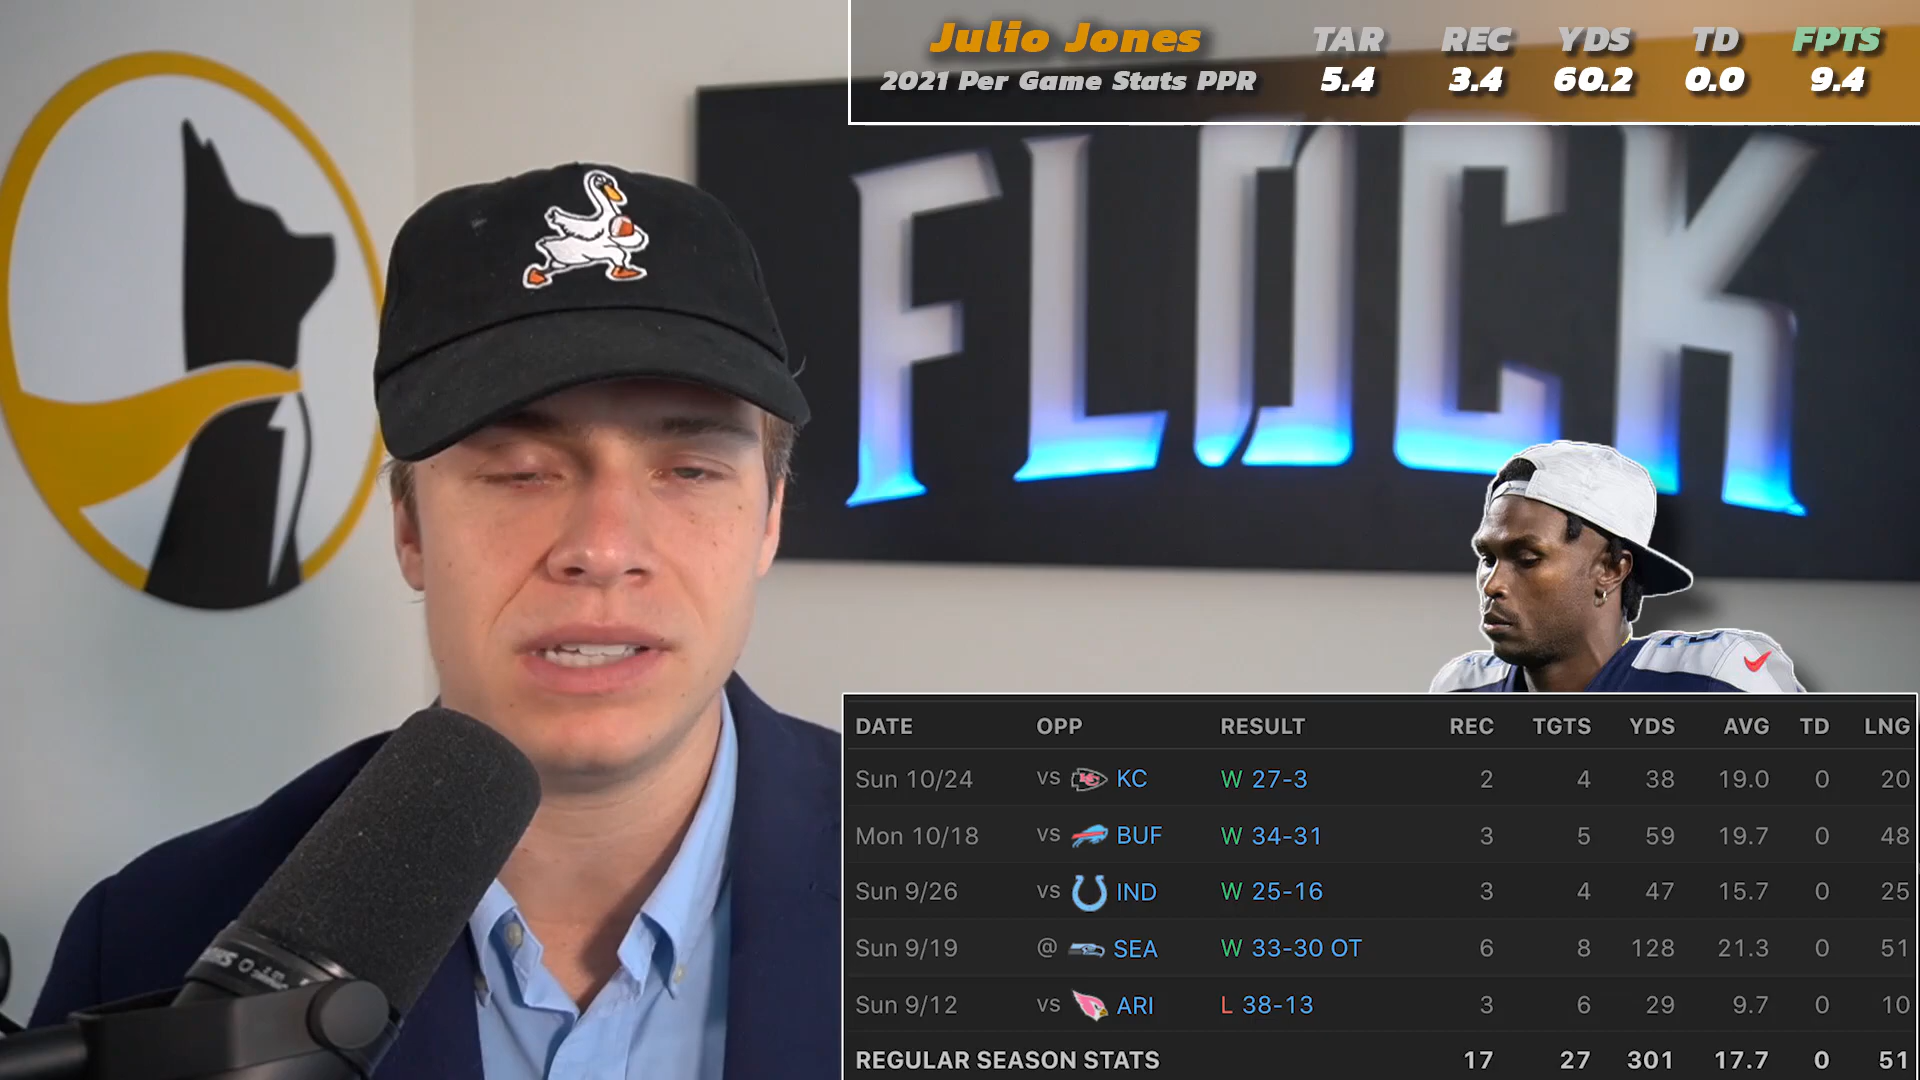 Julio Jones TAR REC YDS TD FPTS
2021 Per Game Stats PPR 5.4 3.4 60.2 0.0 9.4
FLOCK
DATE OPP RESULT REC TGTS YDS AVG TD LNG
Sun 10/24 vs KC W 27-3 2 4 38 19.0 0 20
Mon 10/18 vs BUF W 34-31 3 5 59 19.7 0 48
Sun 9/26 vs IND W 25-16 3 4 47 15.7 0 25
Sun 9/19 @ SEA W 33-30 OT 6 8 128 21.3 0 51
Sun 9/12 vs ARI L 38-13 3 6 29 9.7 0 10
REGULAR SEASON STATS 17 27 301 17.7 0 51